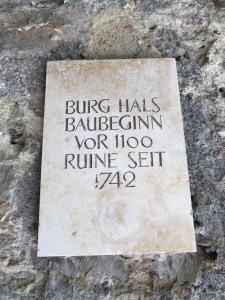 BURG HALS
BAUBEGINN
VOR 1100
RUINE SEIT
1742